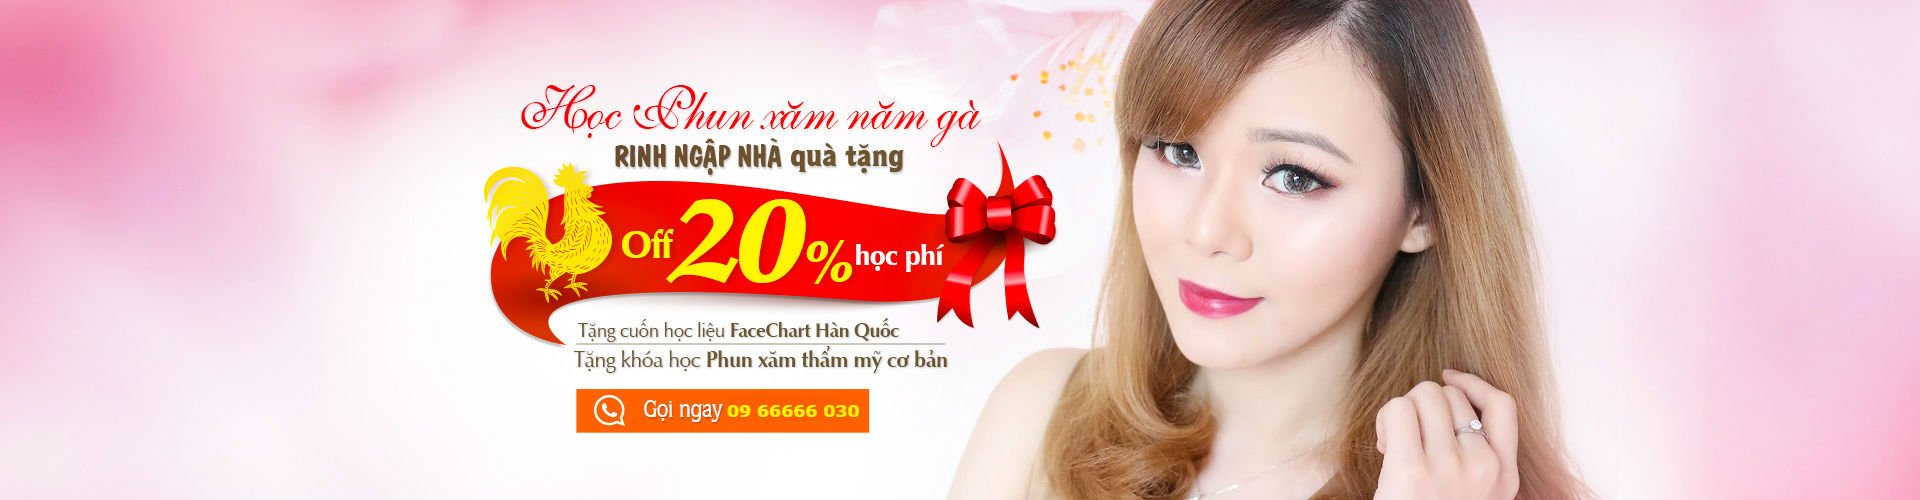 Học Phun xăm năm gà
RINH NGẬP NHÀ quà tặng
Off 20% học phí
Tặng cuốn học liệu FaceChart Hàn Quốc
Tặng khóa học Phun xăm thẩm mỹ cơ bản
Gọi ngay 09 66666 030